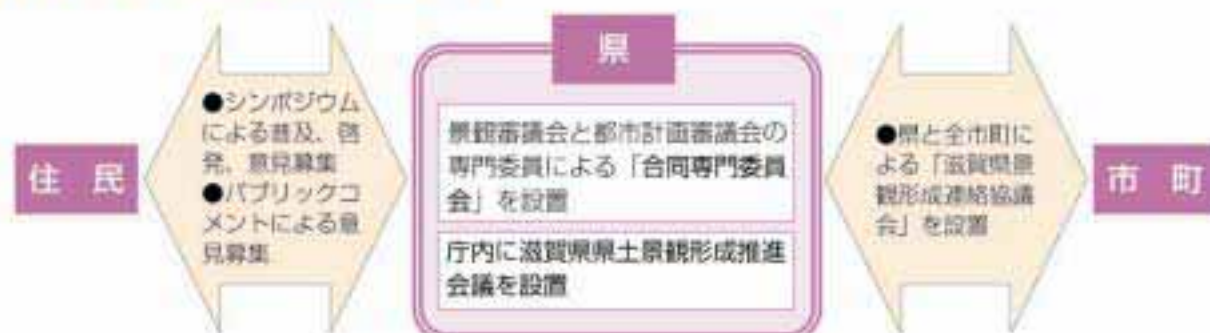 住民
●シンポジウム
による普及、啓
発、意見募集
●パブリックコ
メントによる意
見募集
県
景観審議会と都市計画審議会の
専門委員による「合同専門委員
会」を設置
庁内に滋賀県県土景観形成推進
会議を設置
●県と全市町に
よる「滋賀県景
観形成連絡協議
会」を設置
市町